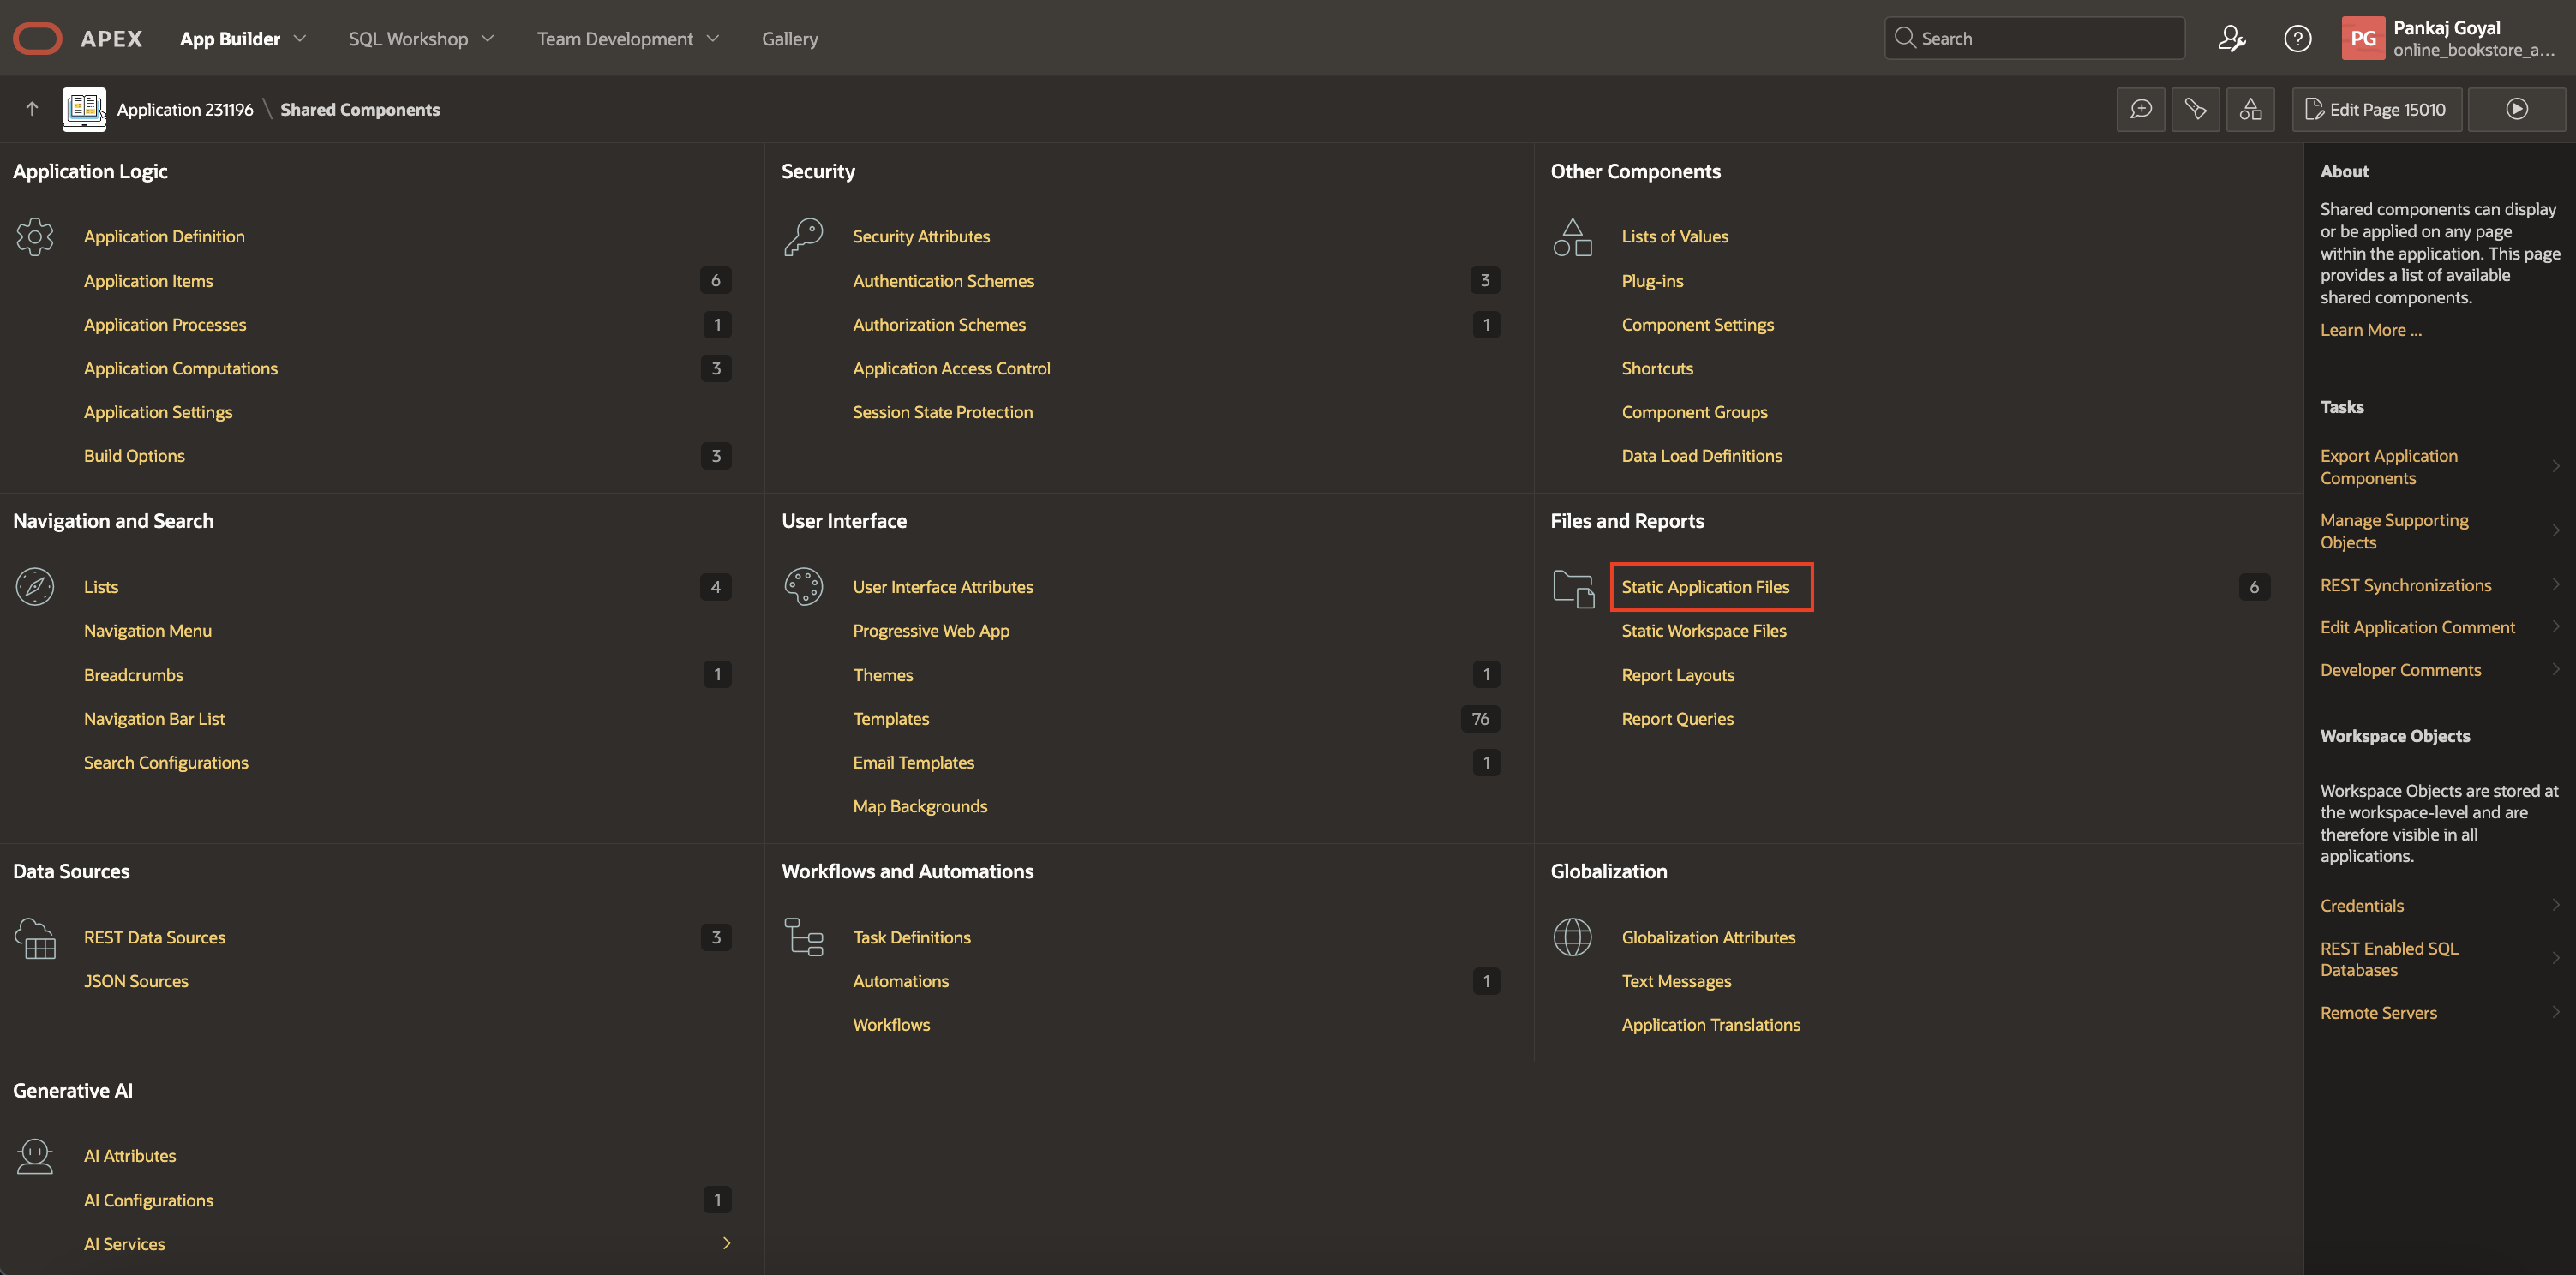 APEX App Builder SQL Workshop Team Development Gallery Search Pankaj Goyal
PG online_bookstore_a...
Application 231196 \ Shared Components Edit Page 15010
Application Logic
Application Definition
Application Items 6
Application Processes 1
Application Computations 3
Application Settings
Build Options 3
Security
Security Attributes
Authentication Schemes 3
Authorization Schemes 1
Application Access Control
Session State Protection
Other Components
Lists of Values
Plug-ins
Component Settings
Shortcuts
Component Groups
Data Load Definitions
Navigation and Search
Lists 4
Navigation Menu
Breadcrumbs 1
Navigation Bar List
Search Configurations
User Interface
User Interface Attributes
Progressive Web App
Themes 1
Templates 76
Email Templates 1
Map Backgrounds
Files and Reports
Static Application Files 6
Static Workspace Files
Report Layouts
Report Queries
Data Sources
REST Data Sources 3
JSON Sources
Workflows and Automations
Task Definitions
Automations 1
Workflows
Globalization
Globalization Attributes
Text Messages
Application Translations
Generative AI
AI Attributes
AI Configurations 1
AI Services
About
Shared components can display
or be applied on any page
within the application. This page
provides a list of available
shared components.
Learn More ...
Tasks
Export Application
Components
Manage Supporting
Objects
REST Synchronizations
Edit Application Comment
Developer Comments
Workspace Objects
Workspace Objects are stored at
the workspace-level and are
therefore visible in all
applications.
Credentials
REST Enabled SQL
Databases
Remote Servers